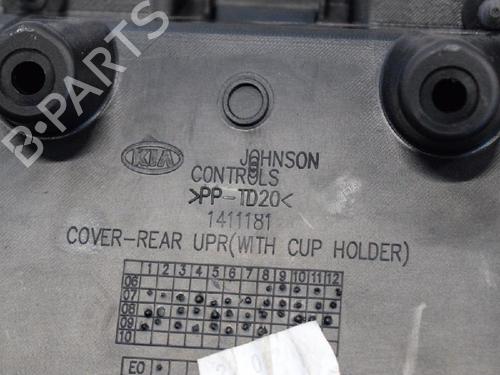 B-PARTS
KIA JOHNSON
CONTROLS
>PP-TD20<
1411181
COVER-REAR UPR(WITH CUP HOLDER)
1 2 3 4 5 6 7 8 9 10 11 12
06
07
08
09
10
EO